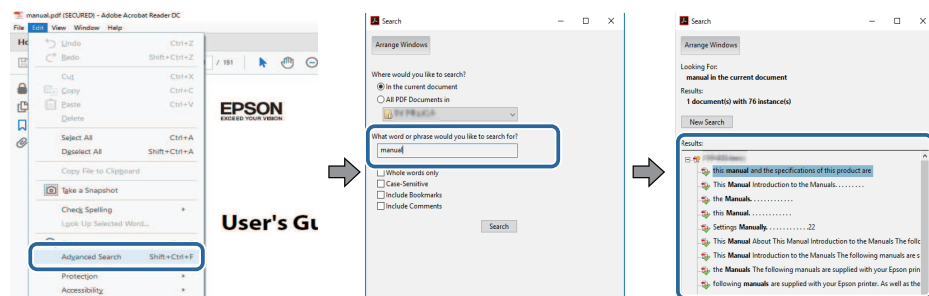 manual.pdf (SECURED) - Adobe Acrobat Reader DC
File Edit View Window Help
Undo Ctrl+Z
Redo Shift+Ctrl+Z
Cut Ctrl+X
Copy Ctrl+C
Paste Ctrl+V
Delete
Select All Ctrl+A
Deselect All Shift+Ctrl+A
Copy File to Clipboard
Take a Snapshot
Check Spelling
Look Up Selected Word...
Advanced Search Shift+Ctrl+F
Protection
Accessibility
/ 191
EPSON
EXCEED YOUR VISION
User's Gu
Search
Arrange Windows
Where would you like to search?
In the current document
All PDF Documents in
What word or phrase would you like to search for?
manual
Whole words only
Case-Sensitive
Include Bookmarks
Include Comments
Search
Search
Arrange Windows
Looking For:
manual in the current document
Results:
1 document(s) with 76 instance(s)
New Search
Results:
this manual and the specifications of this product are
This Manual Introduction to the Manuals. . . . . . . . .
the Manuals. . . . . . . . . . . . .
this Manual. . . . . . . . . . . . .
Settings Manually. . . . . . . . . . . . .22
This Manual About This Manual Introduction to the Manuals The follc
This Manual Introduction to the Manuals The following manuals are s
the Manuals The following manuals are supplied with your Epson prin
following manuals are supplied with your Epson printer. As well as the